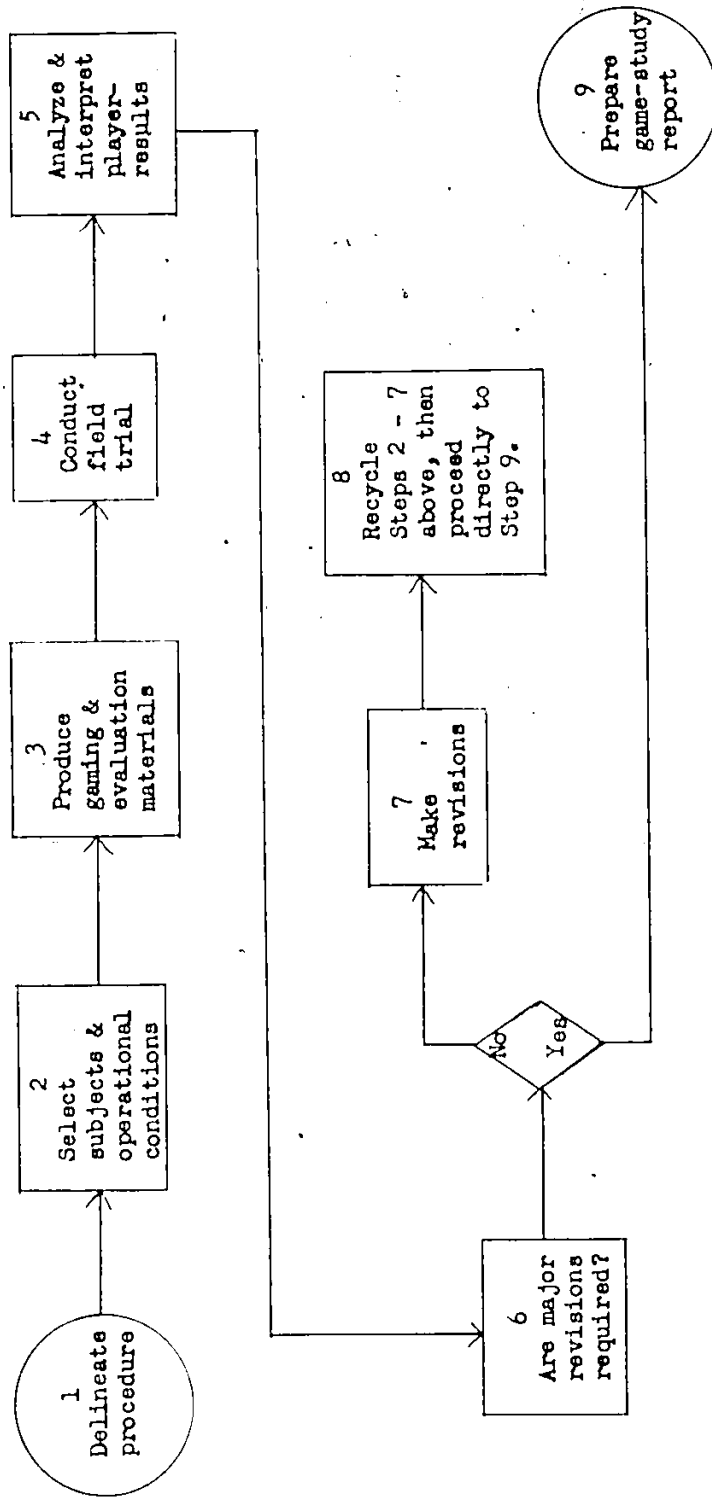 1
Delineate
procedure
2
Select
subjects &
operational
conditions
3
Produce
gaming &
evaluation
materials
4
Conduct
field
trial
5
Analyze &
interpret
player-
results
6
Are major
revisions
required?
No
Yes
7
Make
revisions
8
Recycle
Steps 2 - 7
above, then
proceed
directly to
Step 9.
9
Prepare
game-study
report